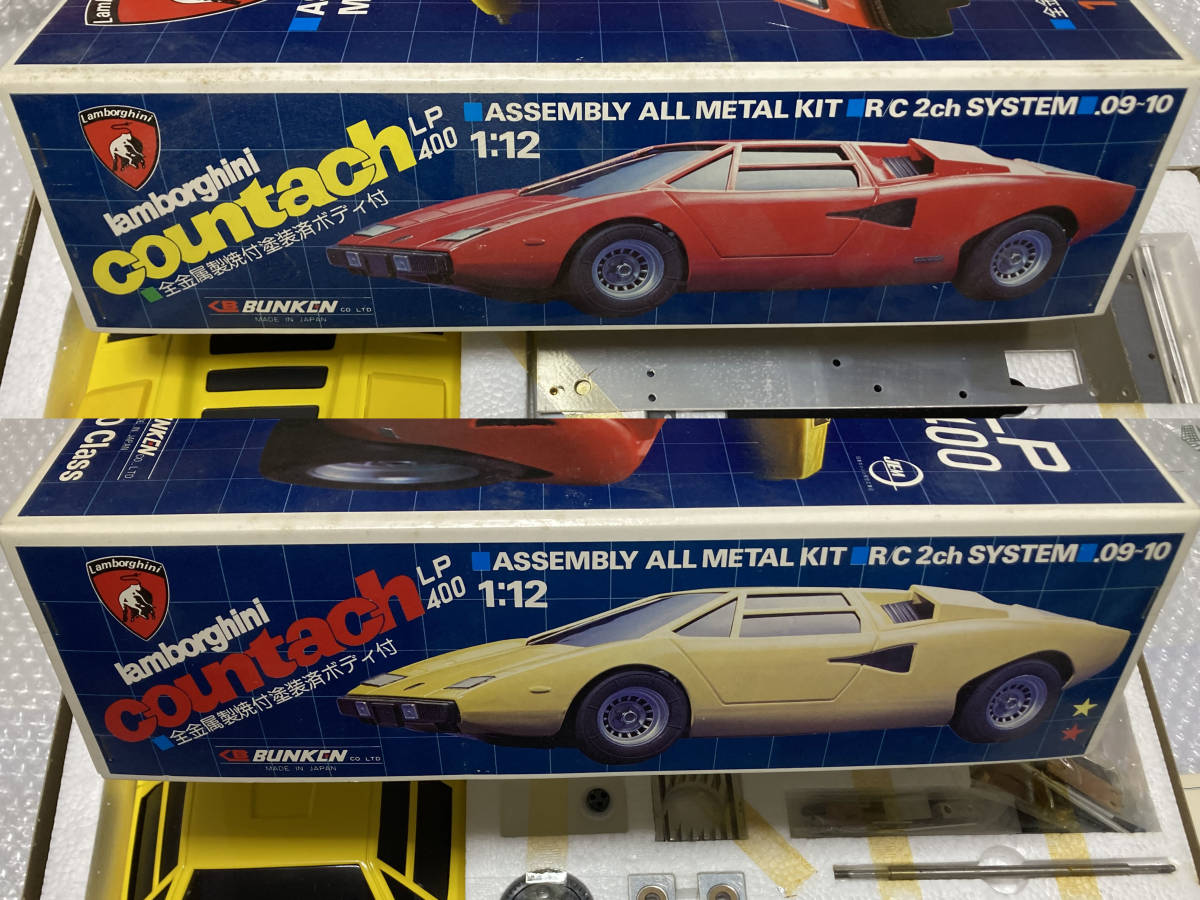 Lamborghini
lamborghini
countach
LP
400
全金属製焼付塗装済ボディ付
ASSEMBLY ALL METAL KIT R/C 2ch SYSTEM .09~10
1:12
CB BUNKEN CO LTD
MADE IN JAPAN
O Class
JEA
Lamborghini
lamborghini
countach
LP
400
全金属製焼付塗装済ボディ付
ASSEMBLY ALL METAL KIT R/C 2ch SYSTEM .09~10
1:12
CB BUNKEN CO LTD
MADE IN JAPAN